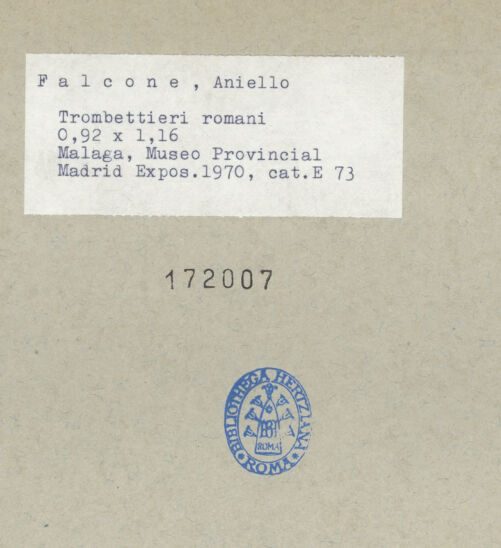 F a l c o n e , Aniello
Trombettieri romani
0,92 x 1,16
Malaga, Museo Provincial
Madrid Expos.1970, cat.E 73
172007
BIBLIOTHECA HERTZIANA
ROMA
ROMA